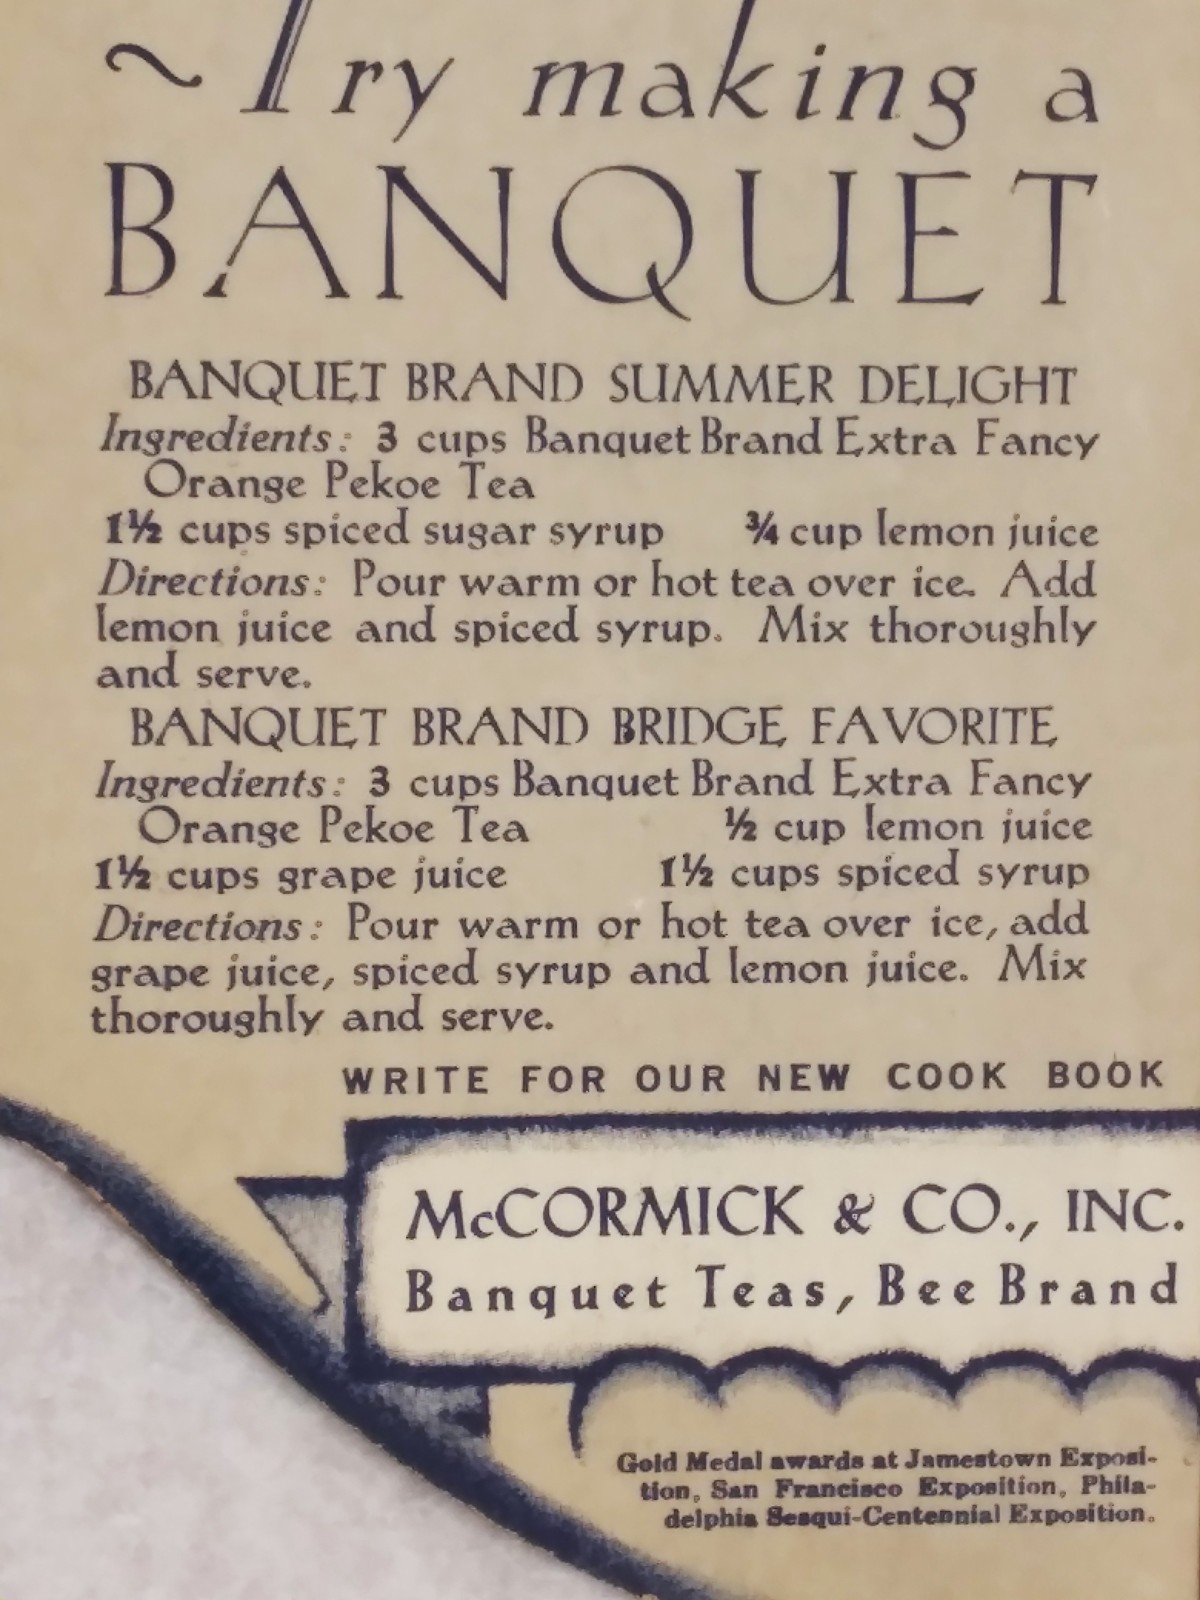 ~Try making a
BANQUET
BANQUET BRAND SUMMER DELIGHT
Ingredients: 3 cups Banquet Brand Extra Fancy
Orange Pekoe Tea
1½ cups spiced sugar syrup ¾ cup lemon juice
Directions: Pour warm or hot tea over ice. Add
lemon juice and spiced syrup. Mix thoroughly
and serve.
BANQUET BRAND BRIDGE FAVORITE
Ingredients: 3 cups Banquet Brand Extra Fancy
Orange Pekoe Tea ½ cup lemon juice
1½ cups grape juice 1½ cups spiced syrup
Directions: Pour warm or hot tea over ice, add
grape juice, spiced syrup and lemon juice. Mix
thoroughly and serve.
WRITE FOR OUR NEW COOK BOOK
McCORMICK & CO., INC.
Banquet Teas, Bee Brand
Gold Medal awards at Jamestown Exposi-
tion, San Francisco Exposition, Phila-
delphia Sesqui-Centennial Exposition.